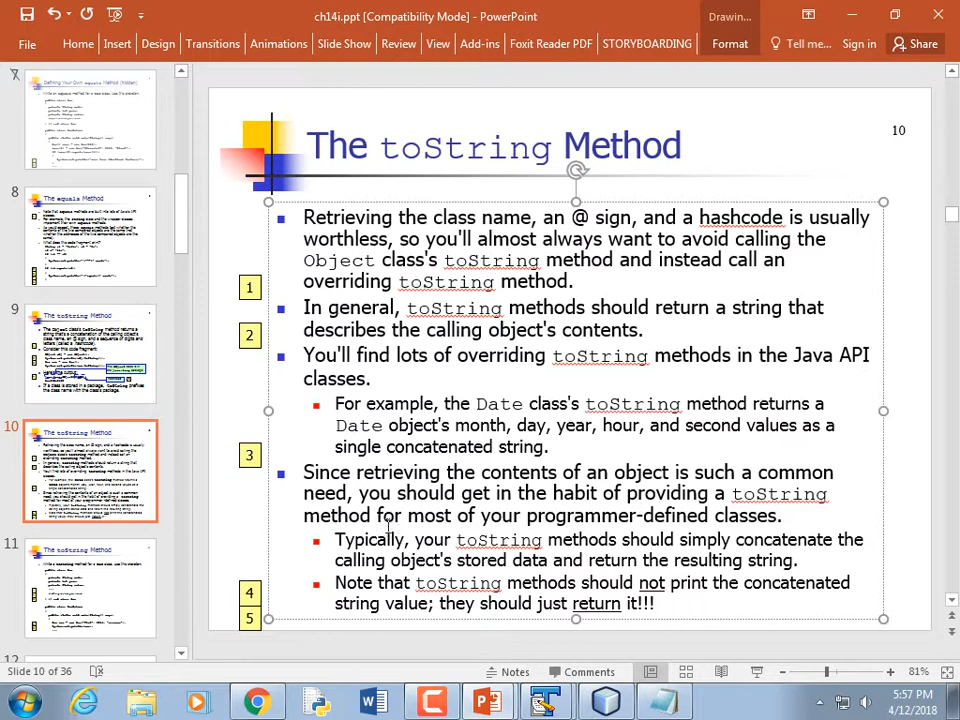 ch14i.ppt [Compatibility Mode] - PowerPoint
Drawin...
File Home Insert Design Transitions Animations Slide Show Review View Add-ins Foxit Reader PDF STORYBOARDING Format Tell me... Sign in Share
7
8
The equals Method
9
The toString Method
10
The toString Method
11
The toString Method
12
10
The toString Method
Retrieving the class name, an @ sign, and a hashcode is usually
worthless, so you'll almost always want to avoid calling the
Object class's toString method and instead call an
overriding toString method.
1
In general, toString methods should return a string that
describes the calling object's contents.
2
You'll find lots of overriding toString methods in the Java API
classes.
For example, the Date class's toString method returns a
Date object's month, day, year, hour, and second values as a
single concatenated string.
3
Since retrieving the contents of an object is such a common
need, you should get in the habit of providing a toString
method for most of your programmer-defined classes.
Typically, your toString methods should simply concatenate the
calling object's stored data and return the resulting string.
4
Note that toString methods should not print the concatenated
string value; they should just return it!!!
5
Slide 10 of 36 Notes Comments 81%
5:57 PM
4/12/2018